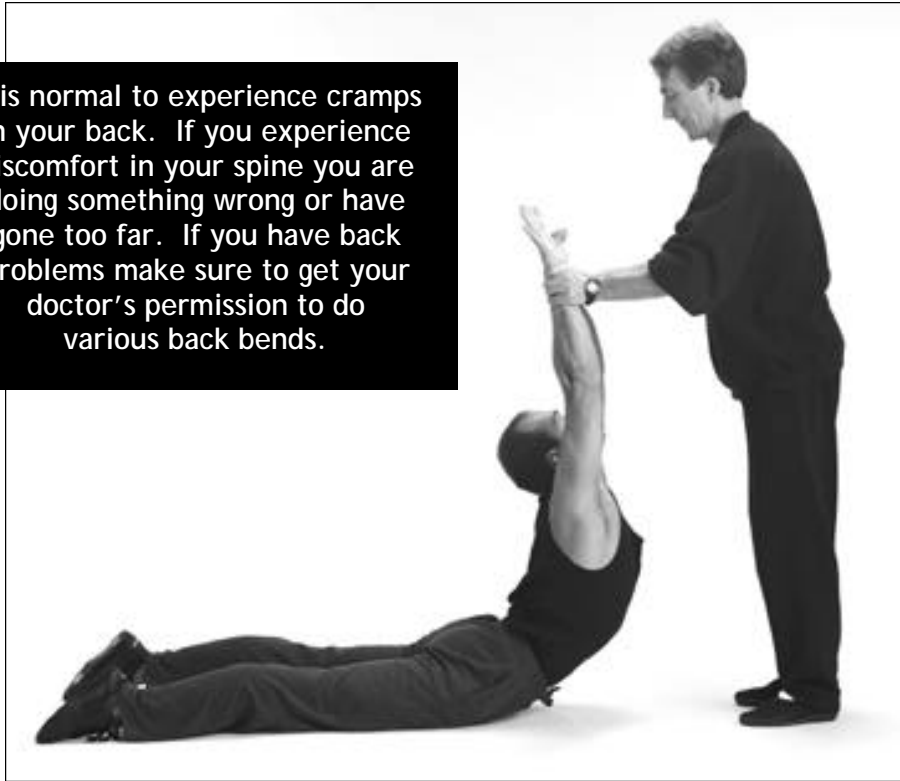 is normal to experience cramps
n your back. If you experience
iscomfort in your spine you are
doing something wrong or have
gone too far. If you have back
roblems make sure to get your
doctor's permission to do
various back bends.